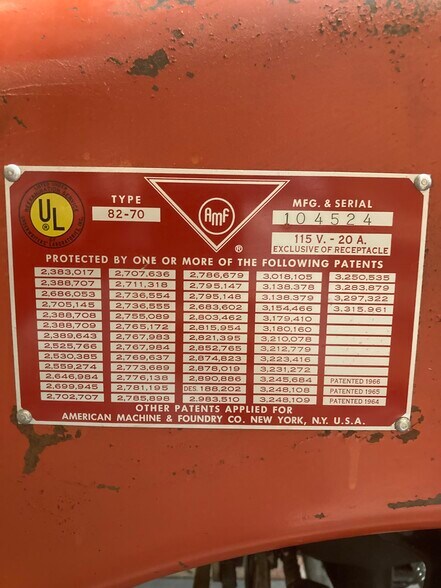 UL
TYPE
82-70
AMF
®
MFG. & SERIAL
104524
115 V. - 20 A.
EXCLUSIVE OF RECEPTACLE
PROTECTED BY ONE OR MORE OF THE FOLLOWING PATENTS
2,383,017 2,707,636 2,786,679 3,018,105 3,250,535
2,388,707 2,711,318 2,795,147 3,138,378 3,283,879
2,686,053 2,736,554 2,795,148 3,138,379 3,297,322
2,705,145 2,736,555 2,683,602 3,154,466 3,315,961
2,388,708 2,755,089 2,803,462 3,179,410
2,388,709 2,765,172 2,815,954 3,180,160
2,389,643 2,767,983 2,821,395 3,210,078
2,525,766 2,767,984 2,852,765 3,212,779
2,530,385 2,769,637 2,874,823 3,223,416
2,559,274 2,773,689 2,878,019 3,231,272
2,646,984 2,776,138 2,890,886 3,245,684 PATENTED 1966
2,699,945 2,781,195 DES. 188,202 3,248,108 PATENTED 1965
2,702,707 2,785,898 2,983,510 3,248,109 PATENTED 1964
OTHER PATENTS APPLIED FOR
AMERICAN MACHINE & FOUNDRY CO. NEW YORK, N.Y. U.S.A.